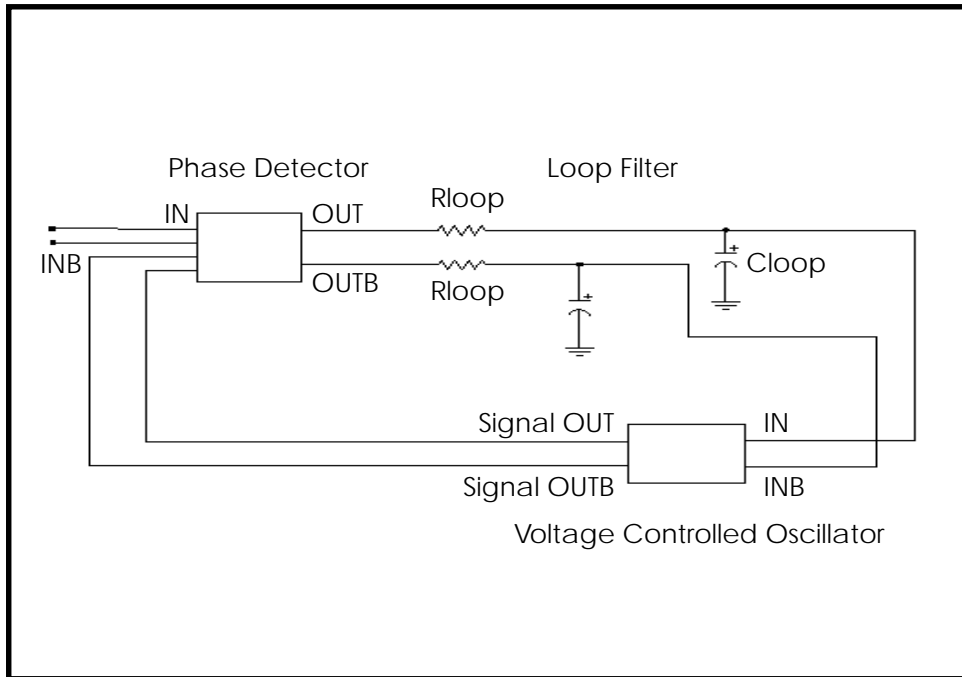 Phase Detector
Loop Filter
IN
OUT
Rloop
INB
OUTB
Rloop
Cloop
Signal OUT
IN
Signal OUTB
INB
Voltage Controlled Oscillator